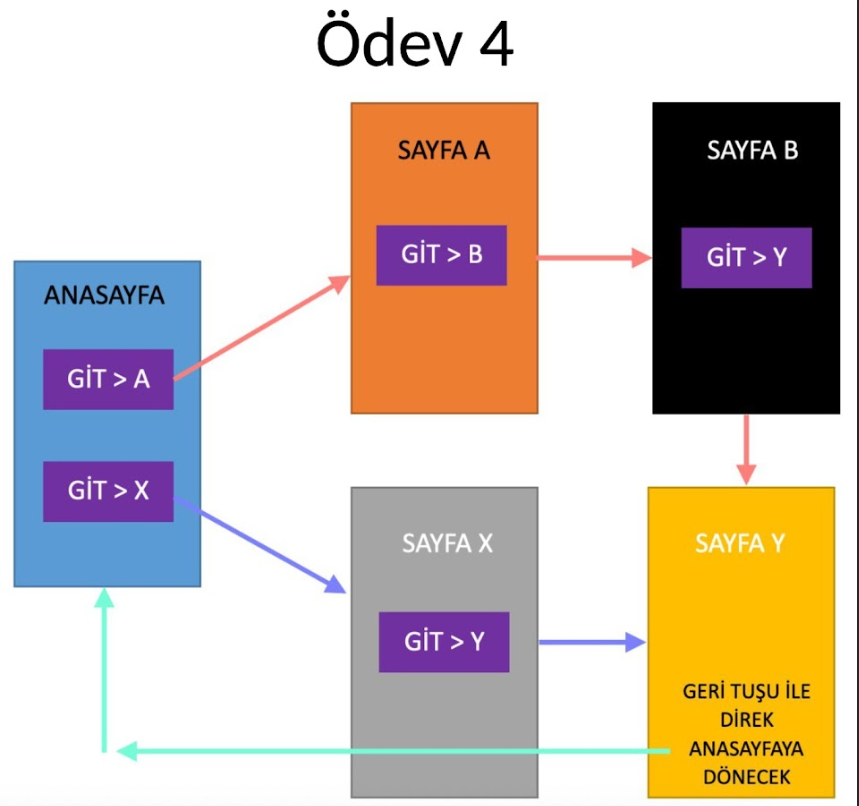 Ödev 4
SAYFA A
GİT > B
SAYFA B
GİT > Y
ANASAYFA
GİT > A
GİT > X
SAYFA X
GİT > Y
SAYFA Y
GERİ TUŞU İLE
DİREK
ANASAYFAYA
DÖNECEK